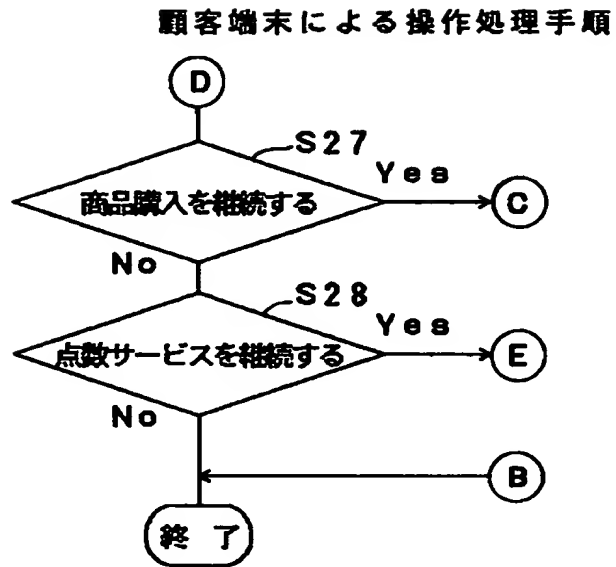 顧客端末による操作処理手順
D
S27
商品購入を継続する
Yes
C
No
S28
点数サービスを継続する
Yes
E
No
B
終了